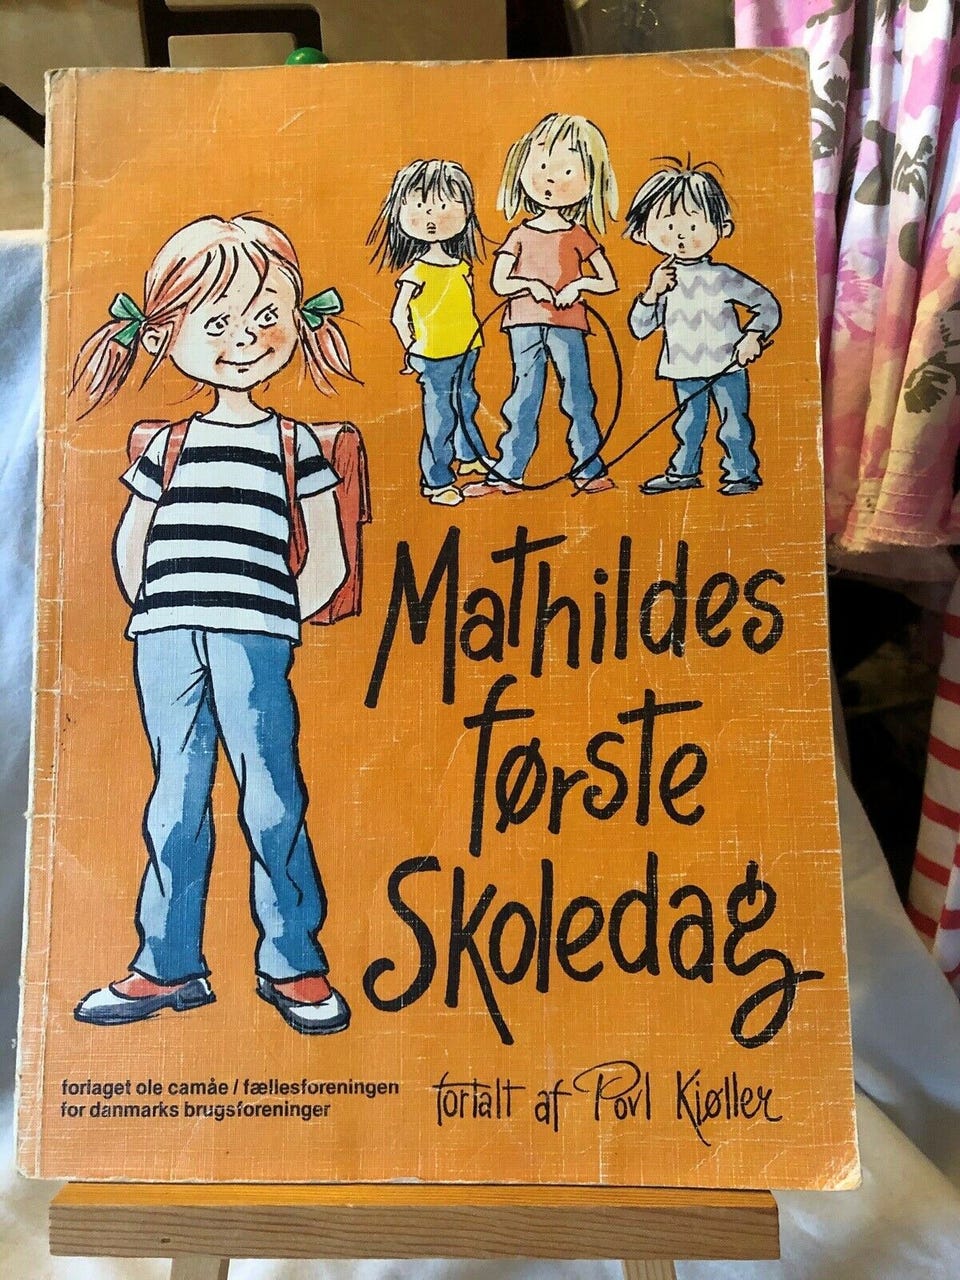 Mathildes
første
Skoledag
fortalt af Povl Kjøller
forlaget ole camåe / fællesforeningen
for danmarks brugsforeninger